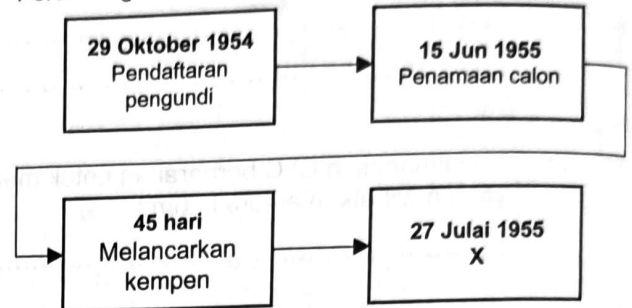 29 Oktober 1954
Pendaftaran
pengundi
15 Jun 1955
Penamaan calon
45 hari
Melancarkan
kempen
27 Julai 1955
X